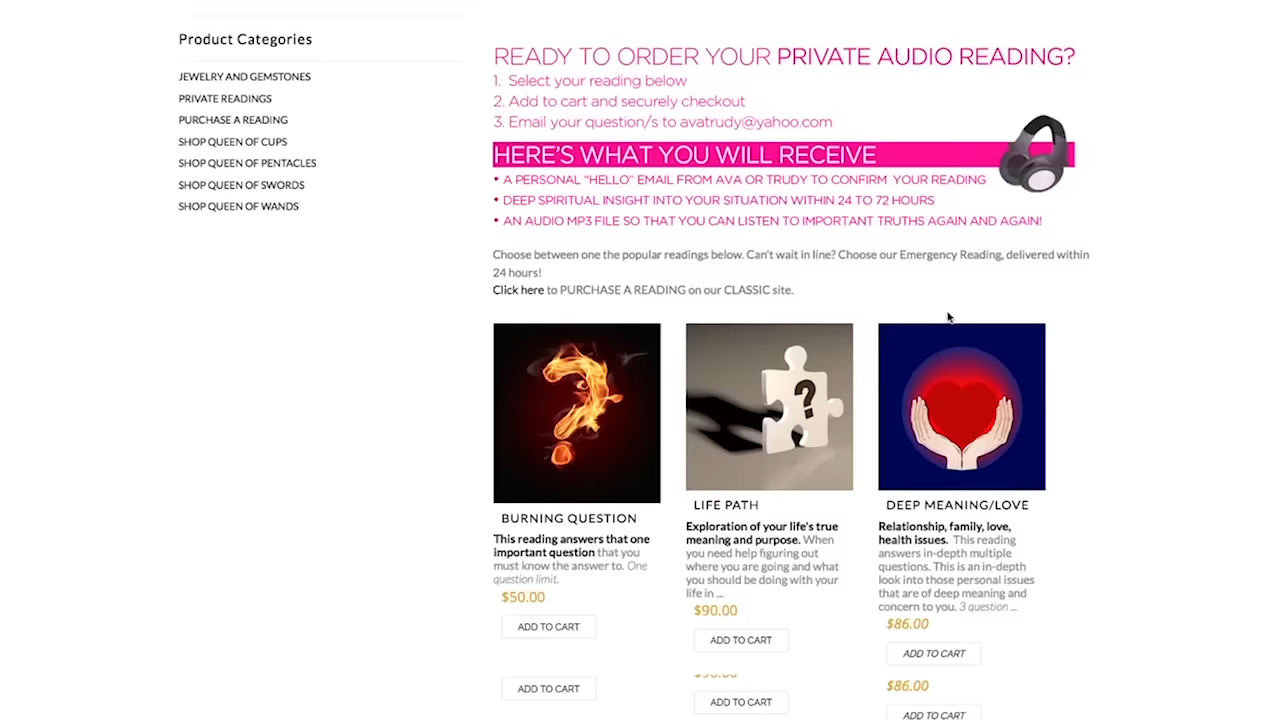 Product Categories
JEWELRY AND GEMSTONES
PRIVATE READINGS
PURCHASE A READING
SHOP QUEEN OF CUPS
SHOP QUEEN OF PENTACLES
SHOP QUEEN OF SWORDS
SHOP QUEEN OF WANDS
READY TO ORDER YOUR PRIVATE AUDIO READING?
1. Select your reading below
2. Add to cart and securely checkout
3. Email your question/s to avatrudy@yahoo.com
HERE'S WHAT YOU WILL RECEIVE
• A PERSONAL "HELLO" EMAIL FROM AVA OR TRUDY TO CONFIRM YOUR READING
• DEEP SPIRITUAL INSIGHT INTO YOUR SITUATION WITHIN 24 TO 72 HOURS
• AN AUDIO MP3 FILE SO THAT YOU CAN LISTEN TO IMPORTANT TRUTHS AGAIN AND AGAIN!
Choose between one the popular readings below. Can't wait in line? Choose our Emergency Reading, delivered within
24 hours!
Click here to PURCHASE A READING on our CLASSIC site.
?
BURNING QUESTION
This reading answers that one
important question that you
must know the answer to. One
question limit.
$50.00
ADD TO CART
ADD TO CART
?
LIFE PATH
Exploration of your life's true
meaning and purpose. When
you need help figuring out
where you are going and what
you should be doing with your
life in ...
$90.00
ADD TO CART
$90.00
ADD TO CART
DEEP MEANING/LOVE
Relationship, family, love,
health issues. This reading
answers in-depth multiple
questions. This is an in-depth
look into those personal issues
that are of deep meaning and
concern to you. 3 question ...
$86.00
ADD TO CART
$86.00
ADD TO CART